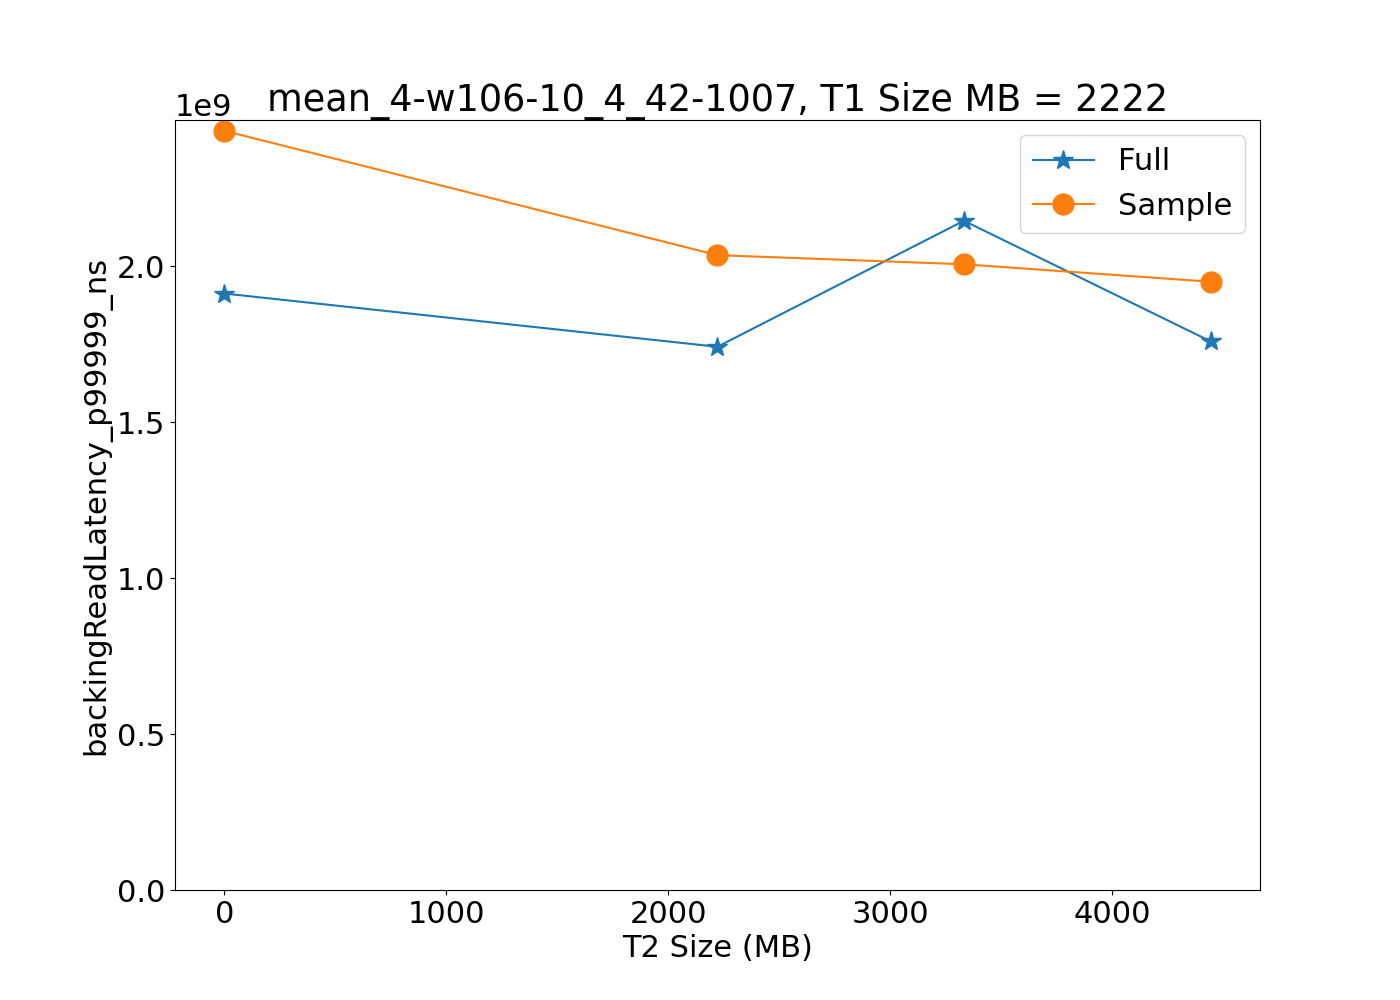 1e9
mean_4-w106-10_4_42-1007, T1 Size MB = 2222
Full
Sample
backingReadLatency_p99999_ns
2.0
1.5
1.0
0.5
0.0
0 1000 2000 3000 4000
T2 Size (MB)